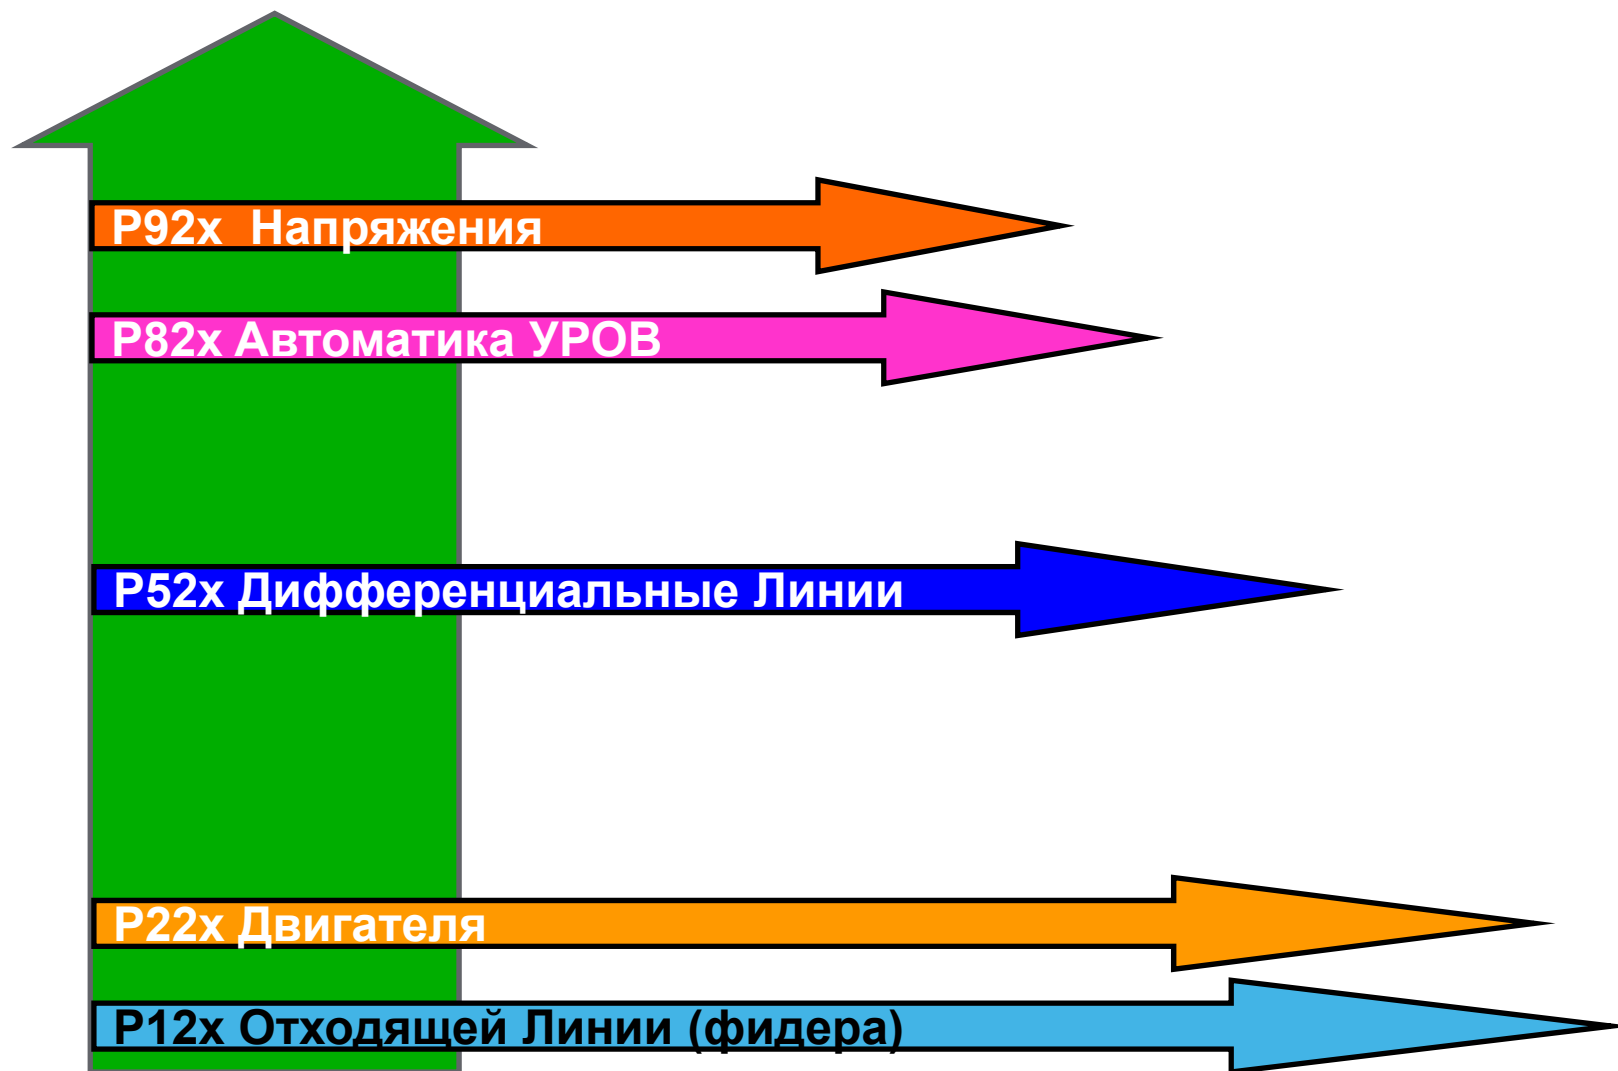 P92x Напряжения
P82x Автоматика УРОВ
P52x Дифференциальные Линии
P22x Двигателя
P12x Отходящей Линии (фидера)